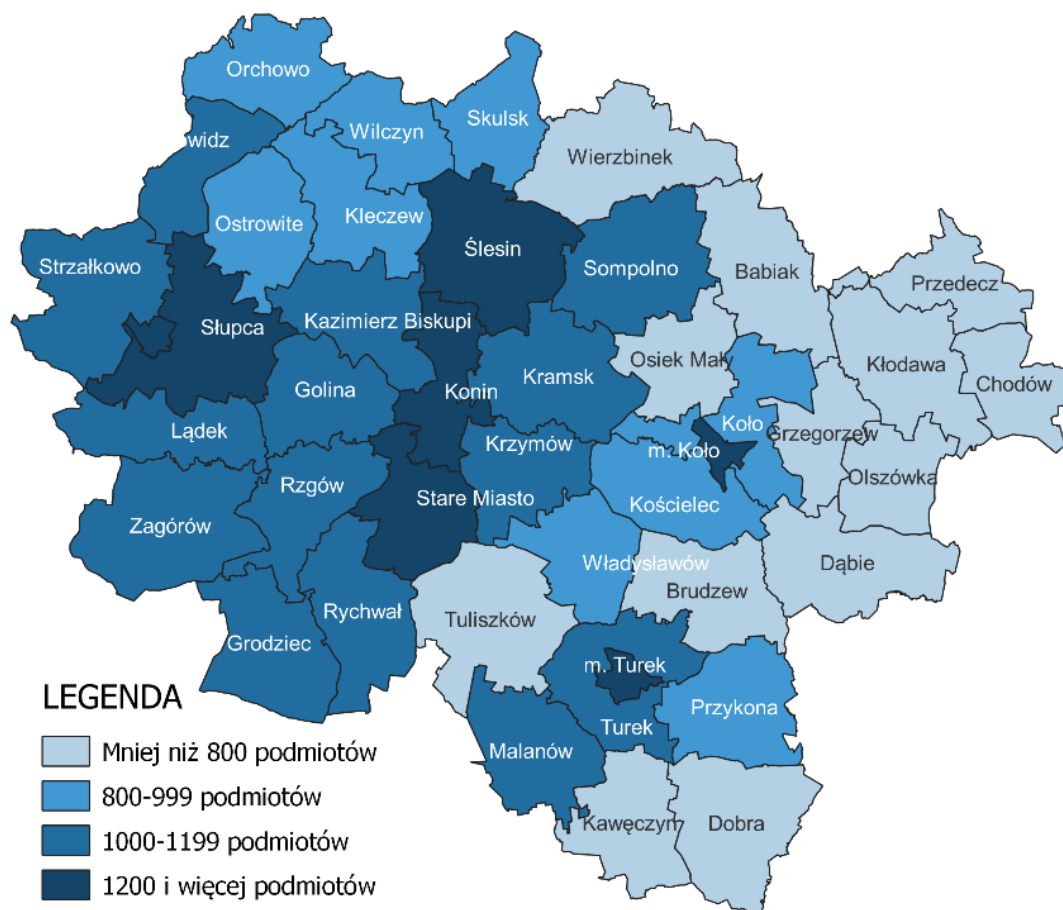 Orchowo
Skulsk
Wilczyn
widz
Wierzbinek
Ostrowite
Kleczew
Ślesin
Strzałkowo
Sompolno
Babiak
Przedecz
Słupca
Kazimierz Biskupi
Osiek Mały
Kłodawa
Chodów
Golina
Konin
Kramsk
Lądek
Krzymów
m. Koło
Koło
Grzegorzew
Olszówka
Rzgów
Stare Miasto
Kościelec
Zagórów
Władysławów
Dąbie
Brudzew
Rychwał
Tuliszków
Grodziec
m. Turek
Przykona
Turek
Malanów
Kawęczyn
Dobra
LEGENDA
Mniej niż 800 podmiotów
800-999 podmiotów
1000-1199 podmiotów
1200 i więcej podmiotów